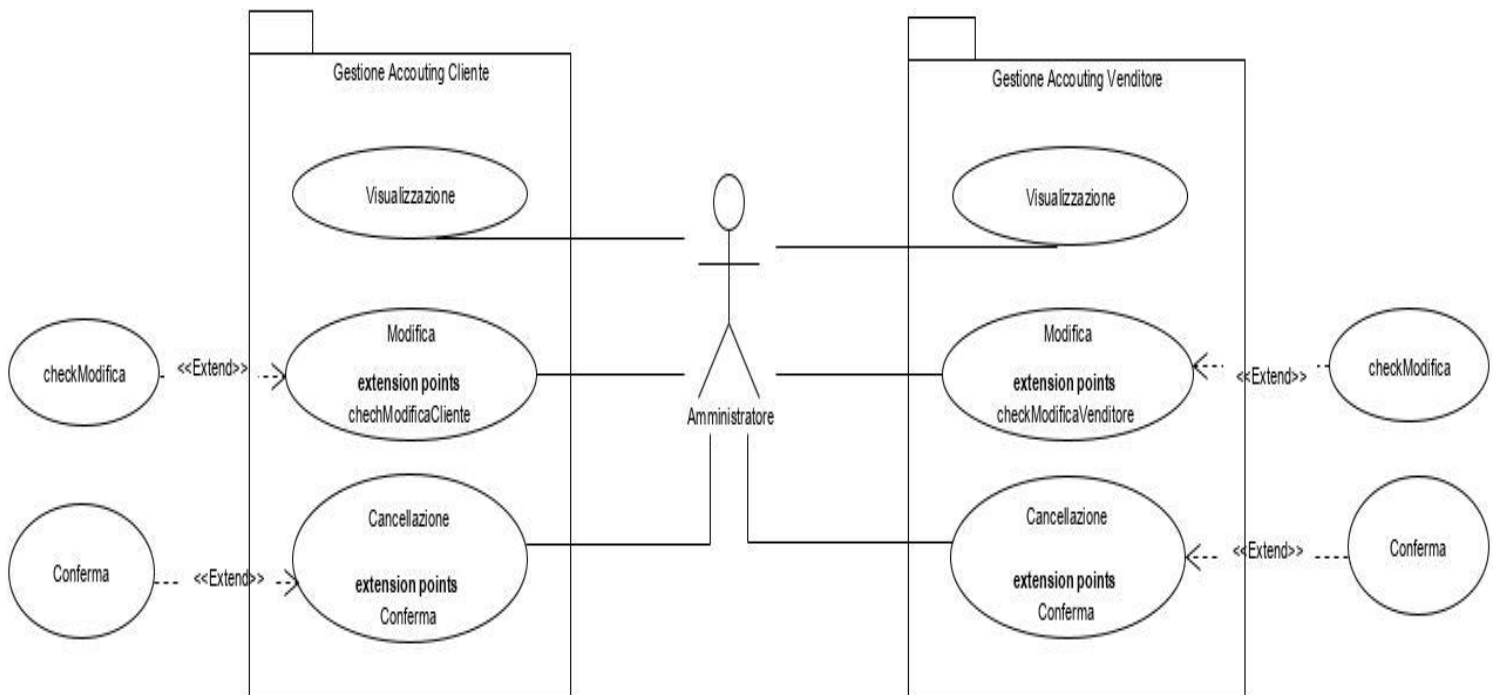 Gestione Accouting Cliente
Visualizzazione
checkModifica
<<Extend>>
Modifica
extension points
chechModificaCliente
Conferma
<<Extend>>
Cancellazione
extension points
Conferma
Amministratore
Gestione Accouting Venditore
Visualizzazione
Modifica
extension points
checkModificaVenditore
<<Extend>>
checkModifica
Cancellazione
extension points
Conferma
<<Extend>>
Conferma